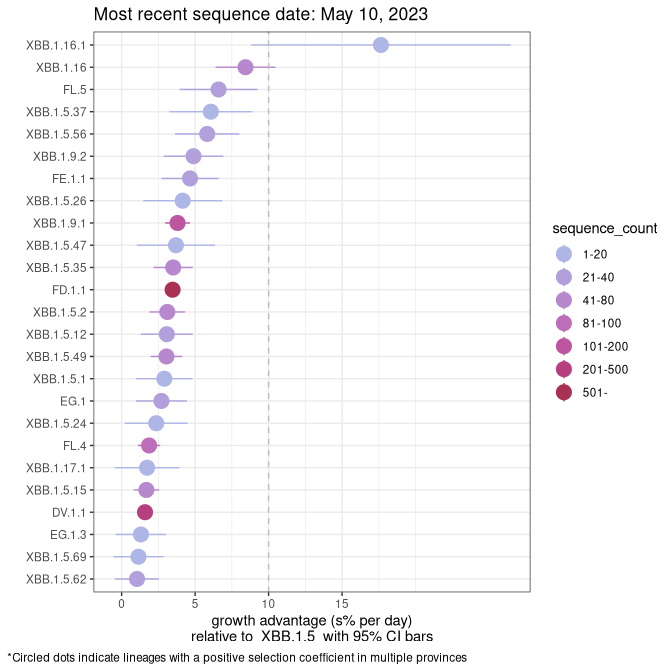 Most recent sequence date: May 10, 2023
XBB.1.16.1
XBB.1.16
FL.5
XBB.1.5.37
XBB.1.5.56
XBB.1.9.2
FE.1.1
XBB.1.5.26
XBB.1.9.1
XBB.1.5.47
XBB.1.5.35
FD.1.1
XBB.1.5.2
XBB.1.5.12
XBB.1.5.49
XBB.1.5.1
EG.1
XBB.1.5.24
FL.4
XBB.1.17.1
XBB.1.5.15
DV.1.1
EG.1.3
XBB.1.5.69
XBB.1.5.62
0 5 10 15
growth advantage (s% per day)
relative to XBB.1.5 with 95% CI bars
sequence_count
1-20
21-40
41-80
81-100
101-200
201-500
501-
*Circled dots indicate lineages with a positive selection coefficient in multiple provinces